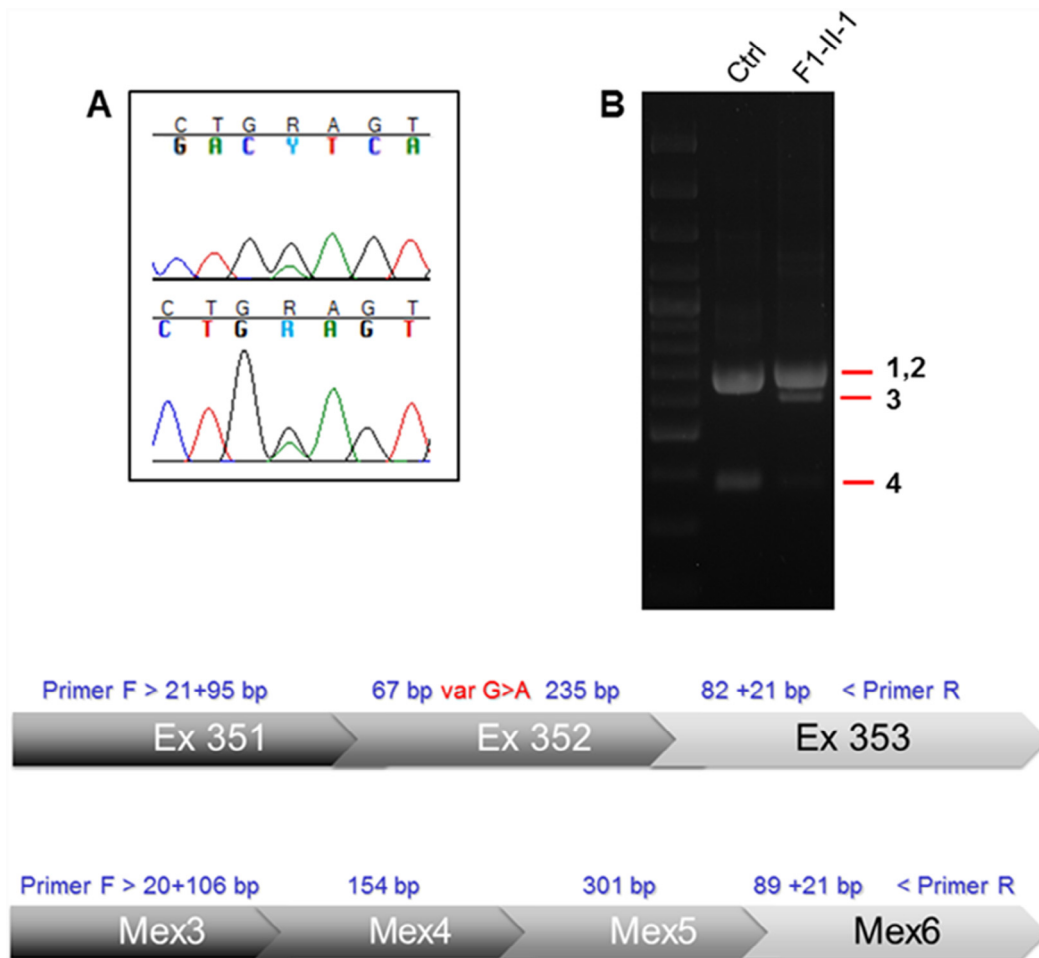 A
C T G R A G T
G A C Y T C A
C T G R A G T
C T G R A G T
B
Ctrl
F1-II-1
1,2
3
4
Primer F > 21+95 bp 67 bp var G>A 235 bp 82 +21 bp < Primer R
Ex 351 Ex 352 Ex 353
Primer F > 20+106 bp 154 bp 301 bp 89 +21 bp < Primer R
Mex3 Mex4 Mex5 Mex6